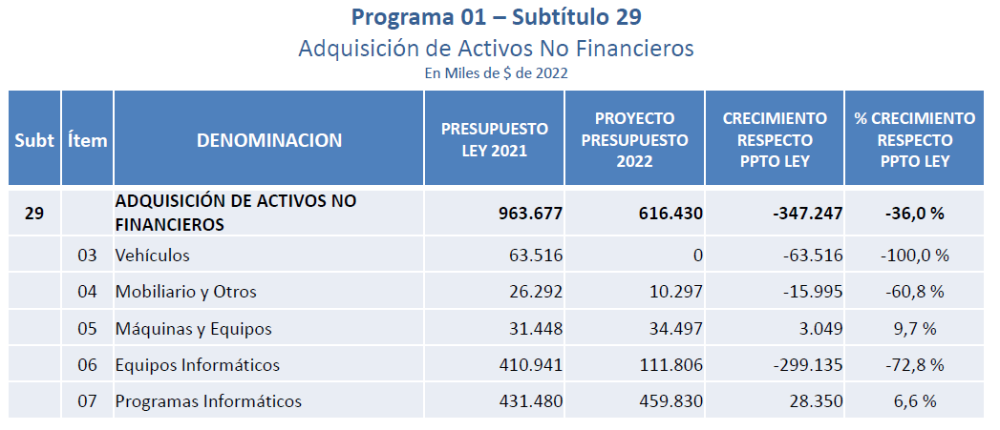 Programa 01 – Subtítulo 29
Adquisición de Activos No Financieros
En Miles de $ de 2022
Subt Ítem DENOMINACION PRESUPUESTO LEY 2021 PROYECTO PRESUPUESTO 2022 CRECIMIENTO RESPECTO PPTO LEY % CRECIMIENTO RESPECTO PPTO LEY
29 ADQUISICIÓN DE ACTIVOS NO FINANCIEROS 963.677 616.430 -347.247 -36,0 %
03 Vehículos 63.516 0 -63.516 -100,0 %
04 Mobiliario y Otros 26.292 10.297 -15.995 -60,8 %
05 Máquinas y Equipos 31.448 34.497 3.049 9,7 %
06 Equipos Informáticos 410.941 111.806 -299.135 -72,8 %
07 Programas Informáticos 431.480 459.830 28.350 6,6 %